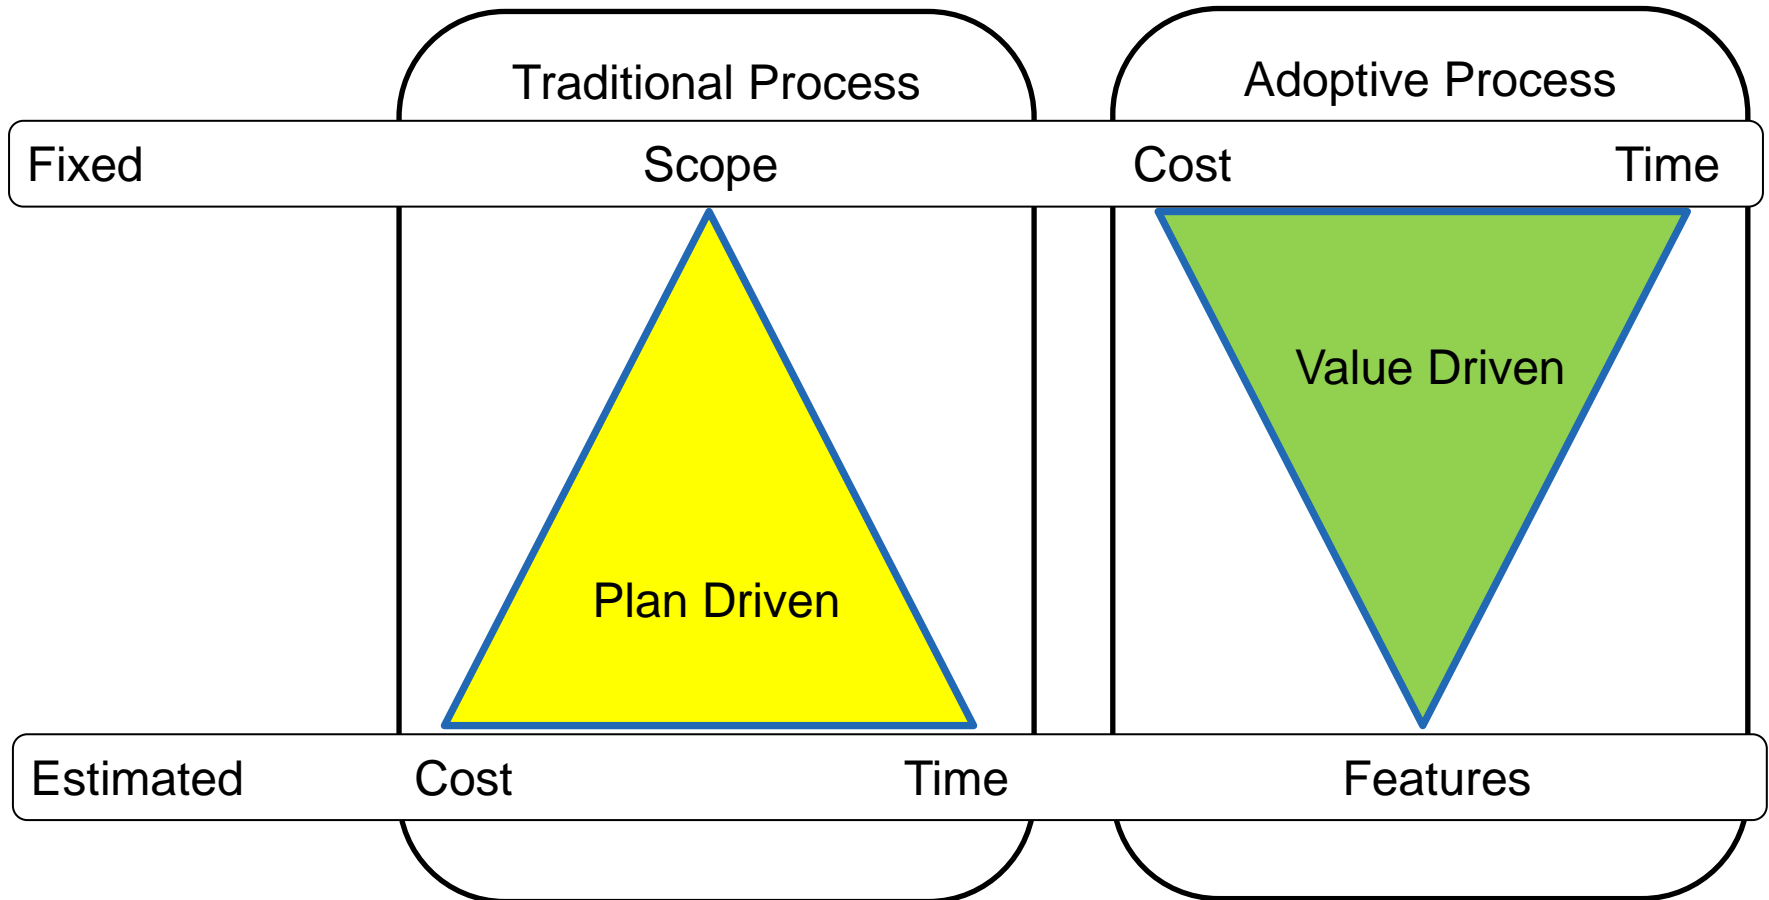 Traditional Process
Adoptive Process
Fixed Scope Cost Time
Value Driven
Plan Driven
Estimated Cost Time Features